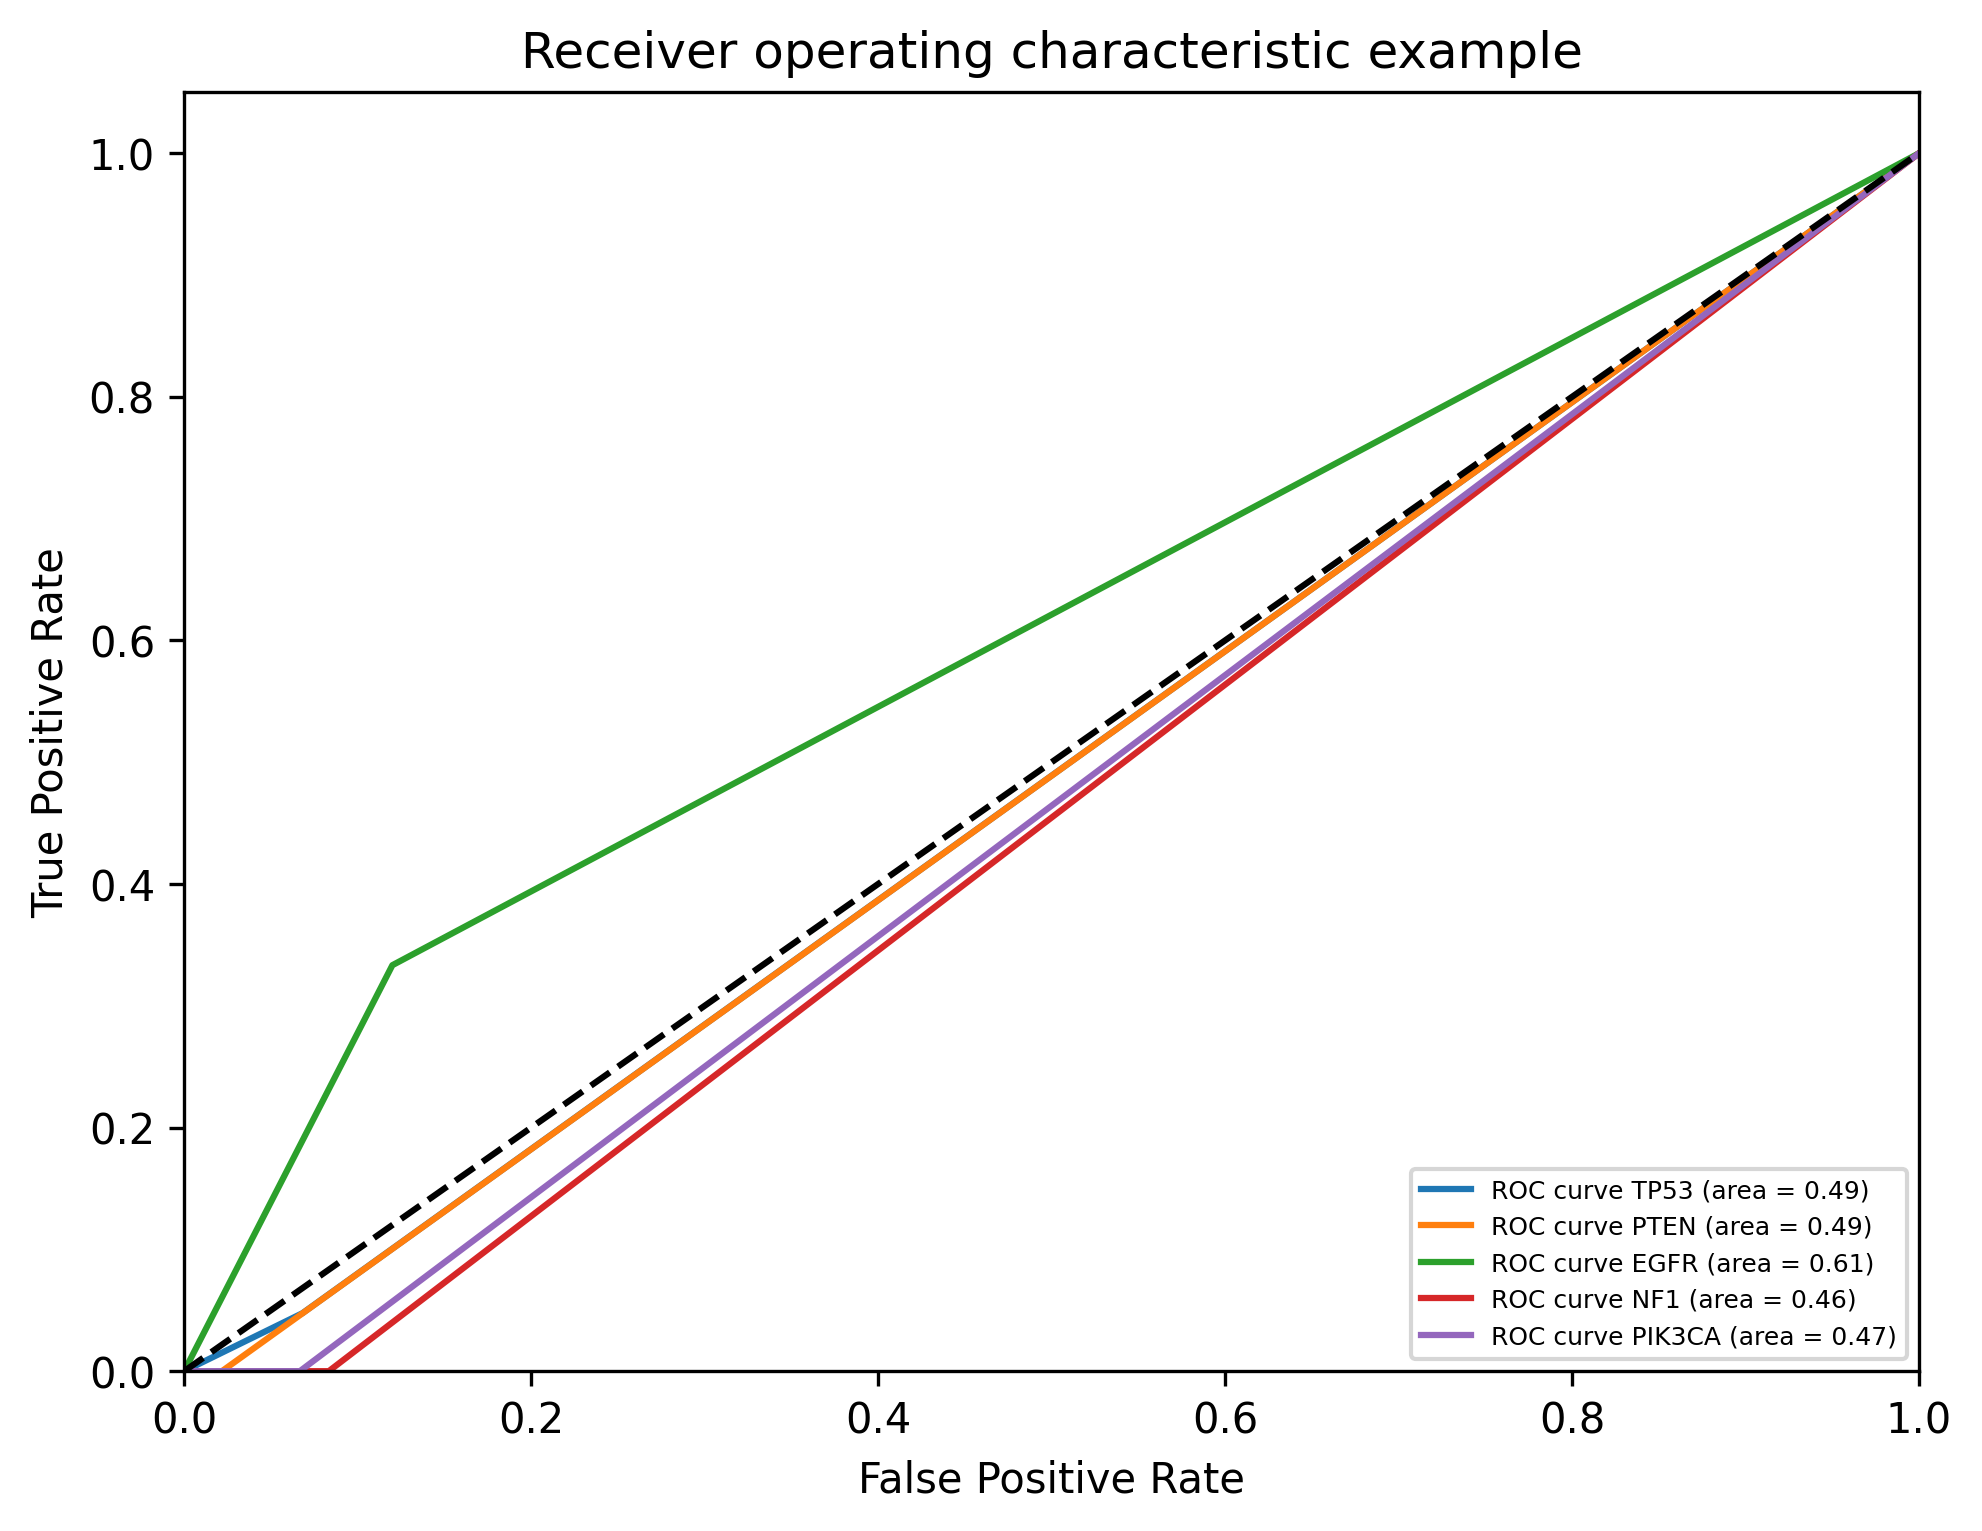 Receiver operating characteristic example
1.0
0.8
0.6
0.4
0.2
0.0
True Positive Rate
0.0 0.2 0.4 0.6 0.8 1.0
False Positive Rate
ROC curve TP53 (area = 0.49)
ROC curve PTEN (area = 0.49)
ROC curve EGFR (area = 0.61)
ROC curve NF1 (area = 0.46)
ROC curve PIK3CA (area = 0.47)